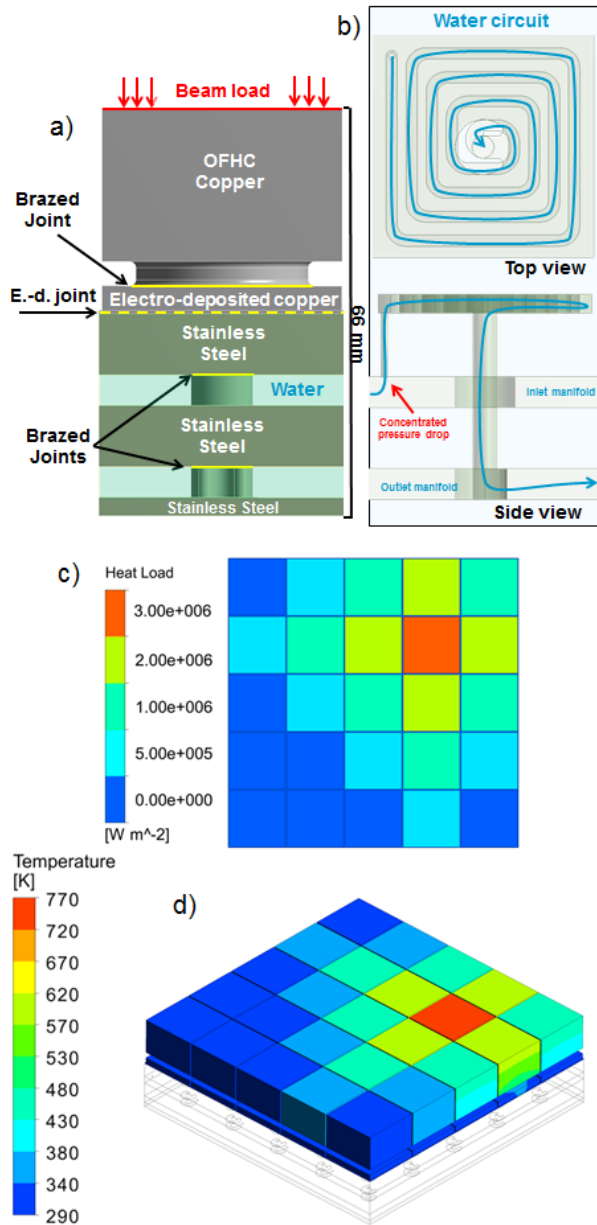 a)
Beam load
OFHC
Copper
Brazed
Joint
E.-d. joint
Electro-deposited copper
Stainless
Steel
Water
Stainless
Steel
Brazed
Joints
Stainless Steel
66 mm
b)
Water circuit
Top view
Inlet manifold
Concentrated
pressure drop
Outlet manifold
Side view
c)
Heat Load
3.00e+006
2.00e+006
1.00e+006
5.00e+005
0.00e+000
[W m^-2]
Temperature
[K]
770
720
670
620
570
530
480
430
380
340
290
d)